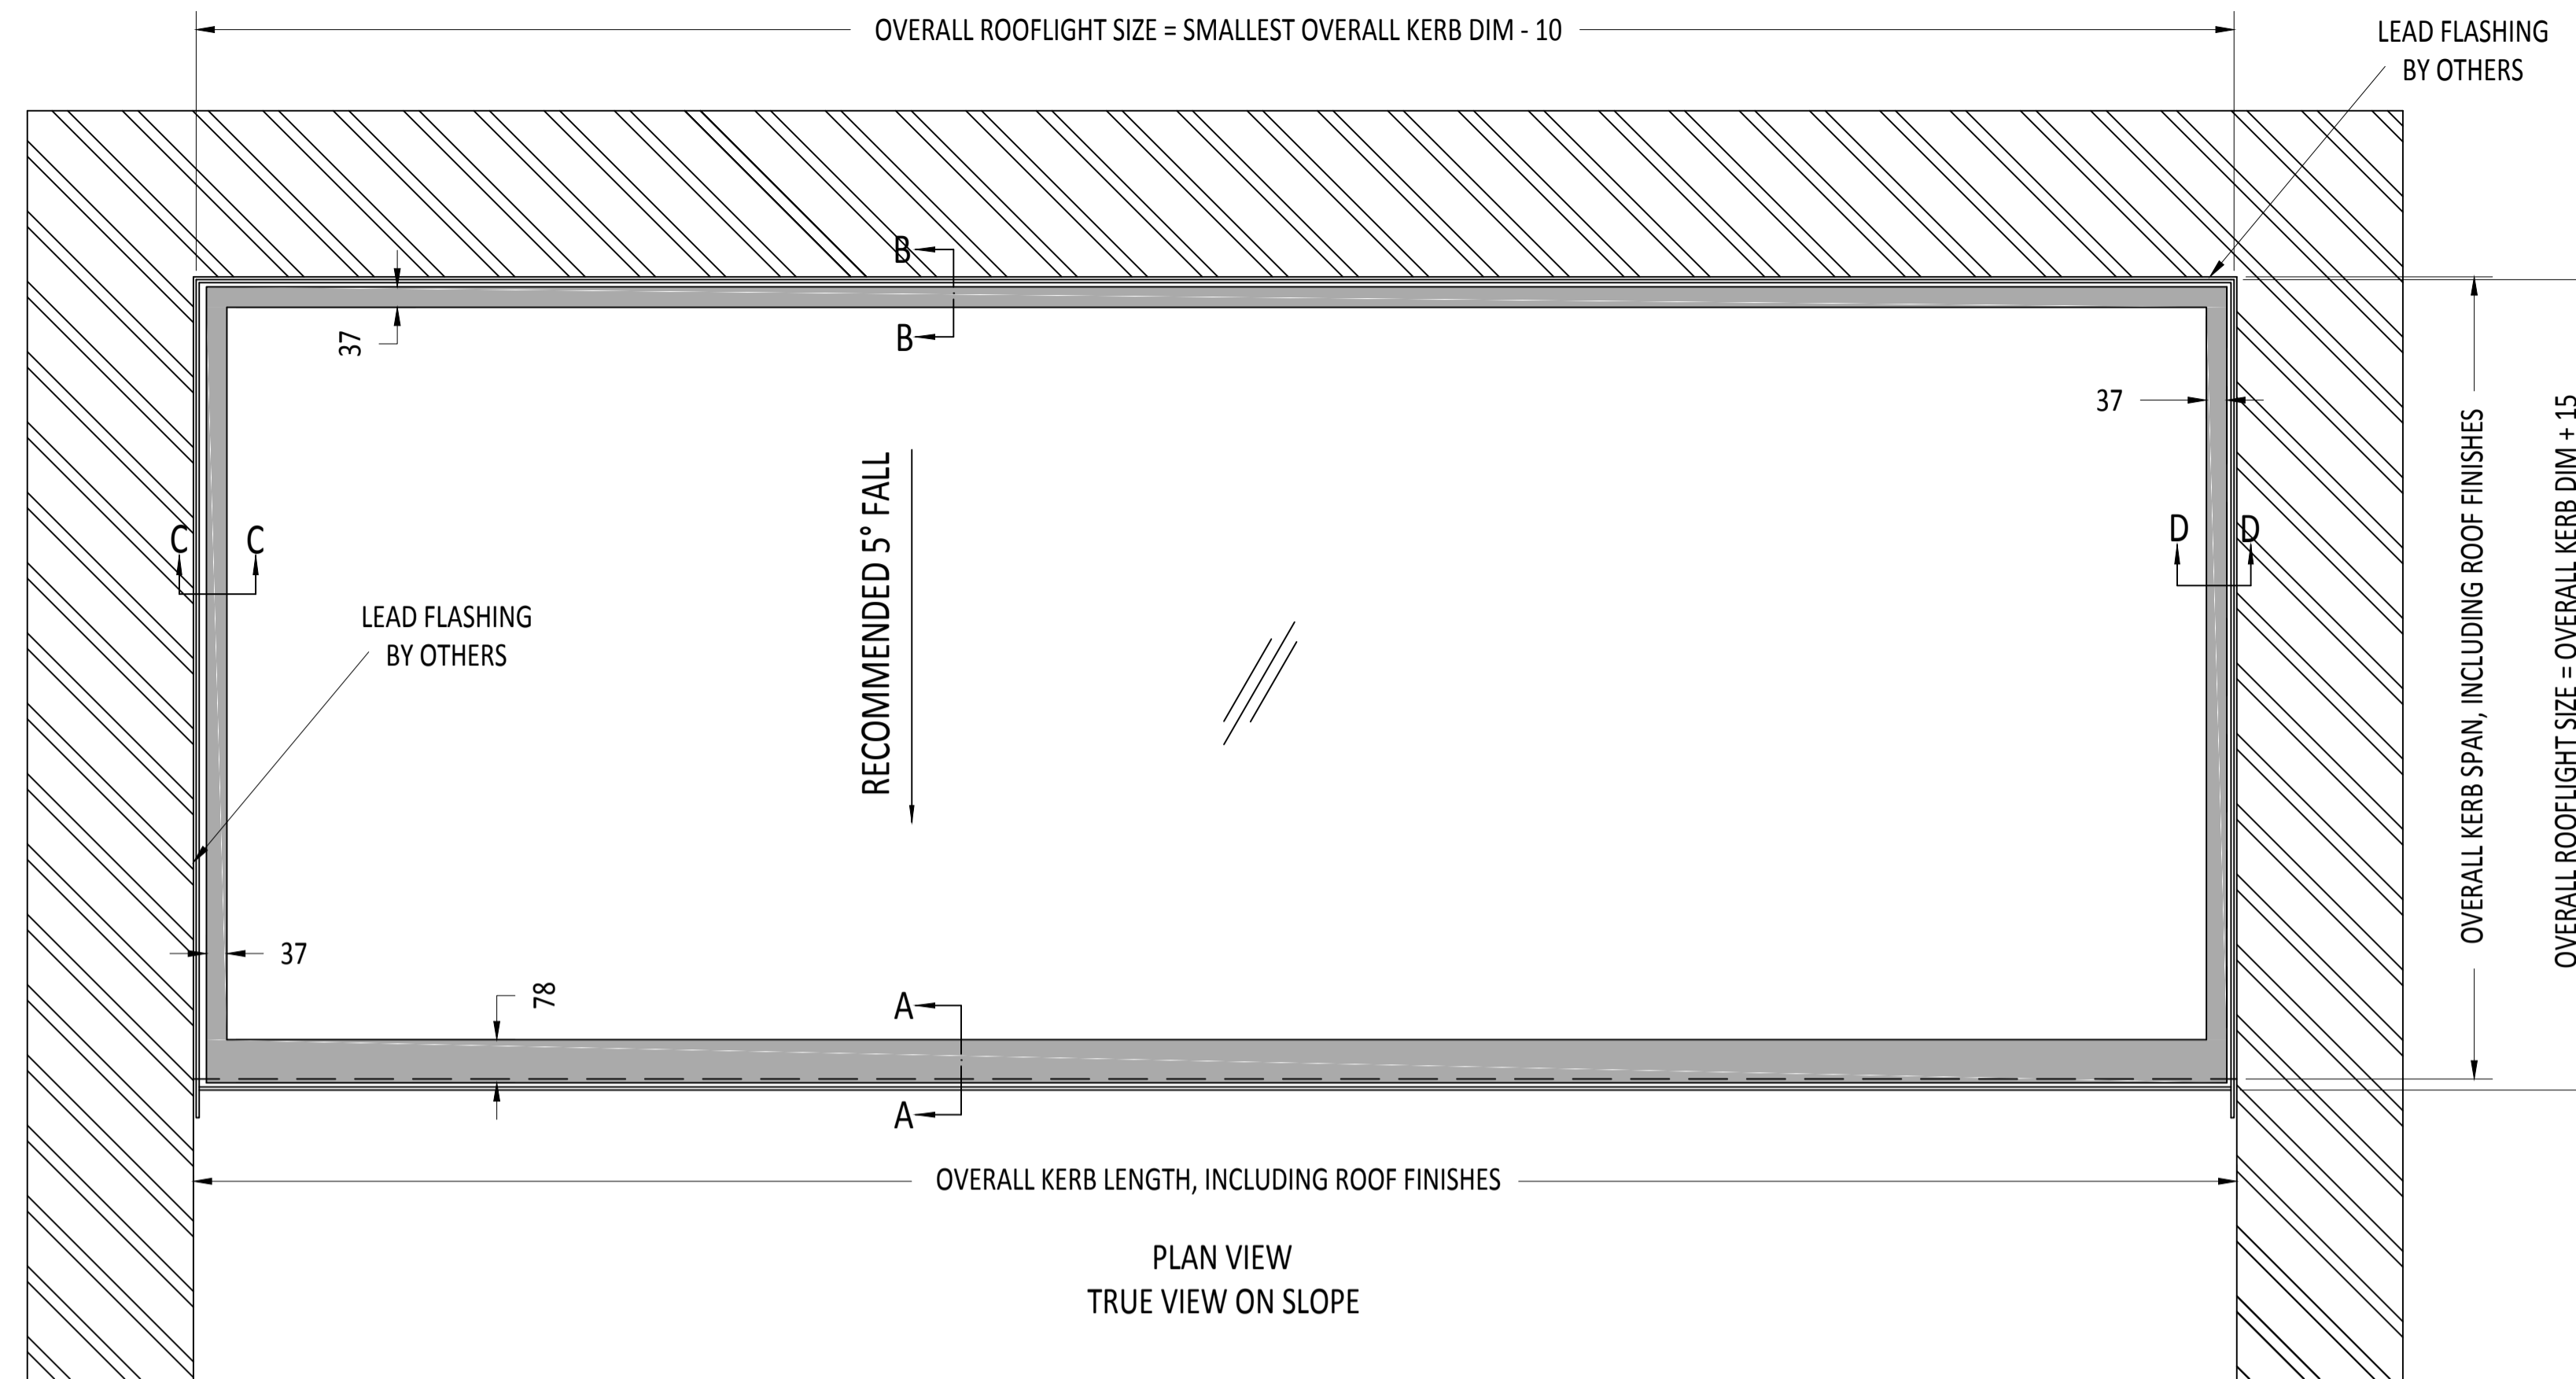 OVERALL ROOFLIGHT SIZE = SMALLEST OVERALL KERB DIM - 10
LEAD FLASHING
BY OTHERS
B
B
37
37
RECOMMENDED 5° FALL
C
C
D
D
LEAD FLASHING
BY OTHERS
OVERALL KERB SPAN, INCLUDING ROOF FINISHES
OVERALL ROOFLIGHT SIZE = OVERALL KERB DIM + 15
37
78
A
A
OVERALL KERB LENGTH, INCLUDING ROOF FINISHES
PLAN VIEW
TRUE VIEW ON SLOPE